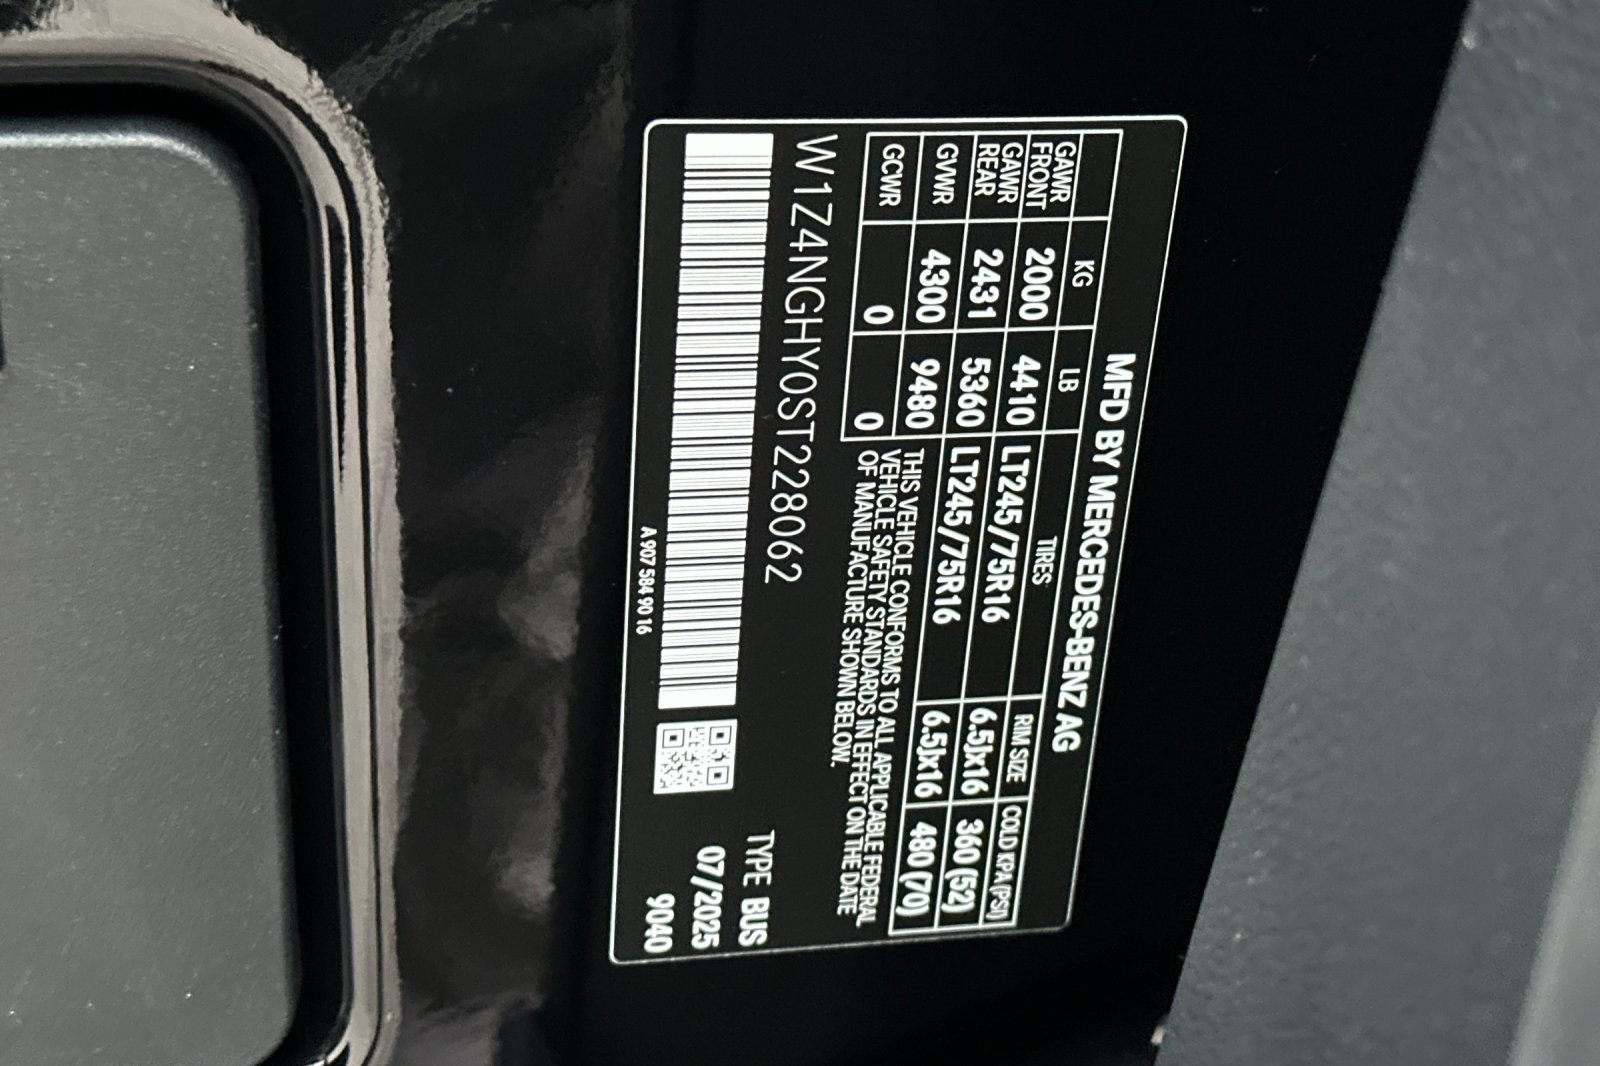 MFD BY MERCEDES-BENZ AG
KG LB TIRES RIM SIZE COLD KPA (PSI)
GAWR FRONT 2000 4410 LT245/75R16 6.5Jx16 360 (52)
GAWR REAR 2431 5360 LT245/75R16 6.5Jx16 480 (70)
GVWR 4300 9480
GCWR 0 0
THIS VEHICLE CONFORMS TO ALL APPLICABLE FEDERAL
VEHICLE SAFETY STANDARDS IN EFFECT ON THE DATE
OF MANUFACTURE SHOWN BELOW.
W1Z4NGHY0ST228062
TYPE BUS
07/2025
9040
A 907 584 90 16